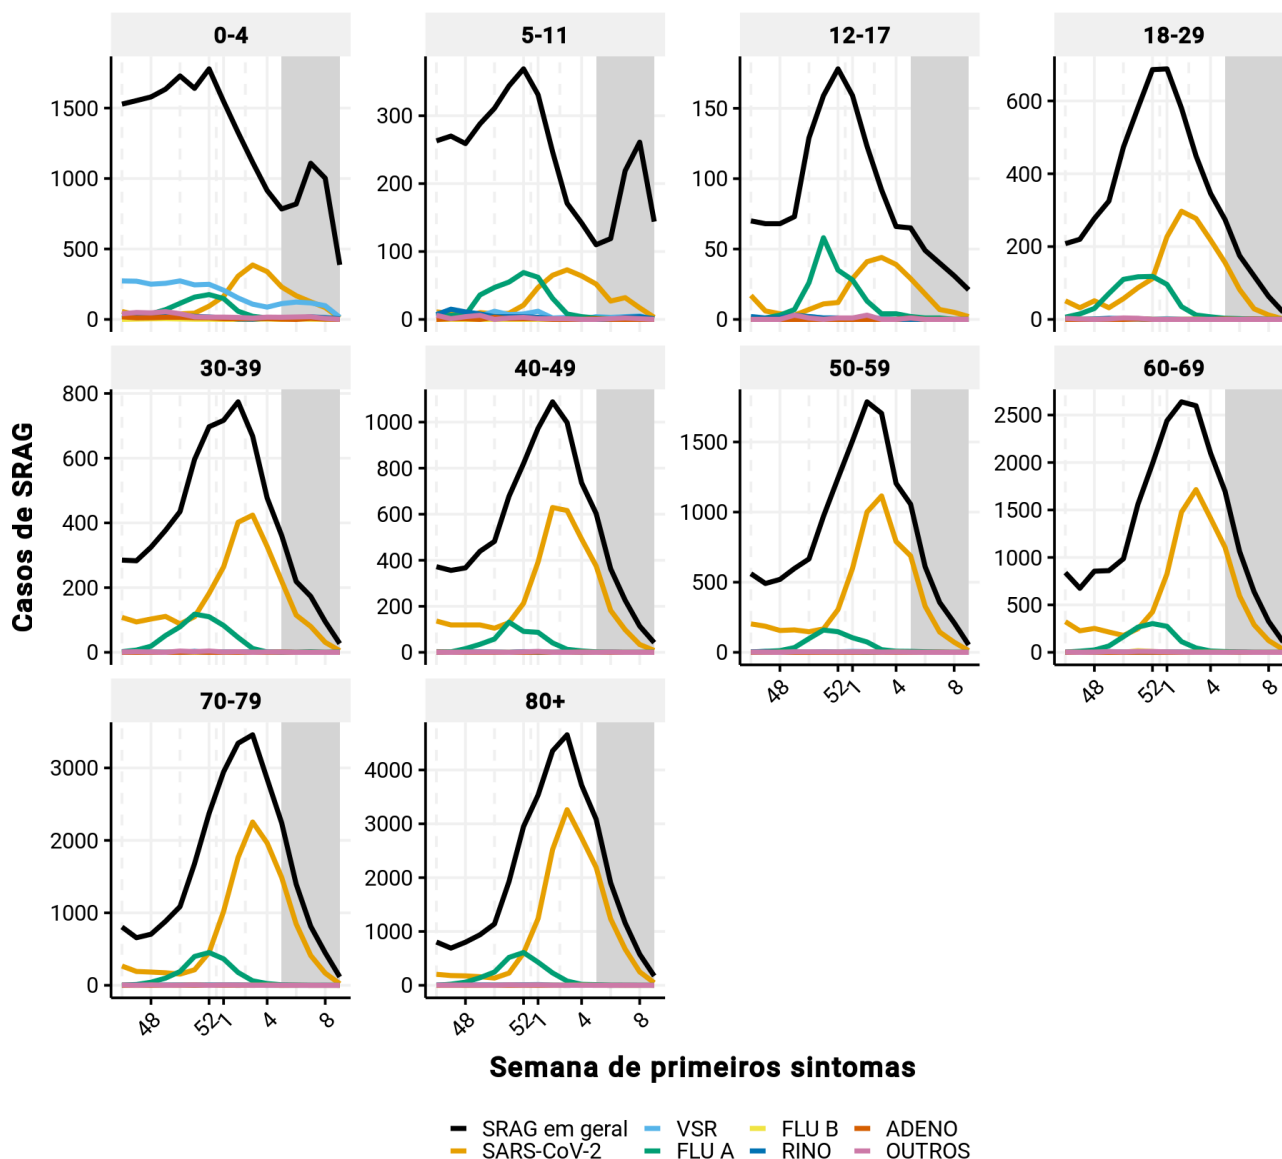 0-4 5-11 12-17 18-29
1500 1000 500 0
300 200 100 0
150 100 50 0
600 400 200 0
30-39 40-49 50-59 60-69
800 600 400 200 0
1000 800 600 400 200 0
1500 1000 500 0
2500 2000 1500 1000 500 0
48 52 1 4 8
48 52 1 4 8
70-79 80+
3000 2000 1000 0
4000 3000 2000 1000 0
48 52 1 4 8
48 52 1 4 8
Casos de SRAG
Semana de primeiros sintomas
SRAG em geral VSR FLU B ADENO
SARS-CoV-2 FLU A RINO OUTROS